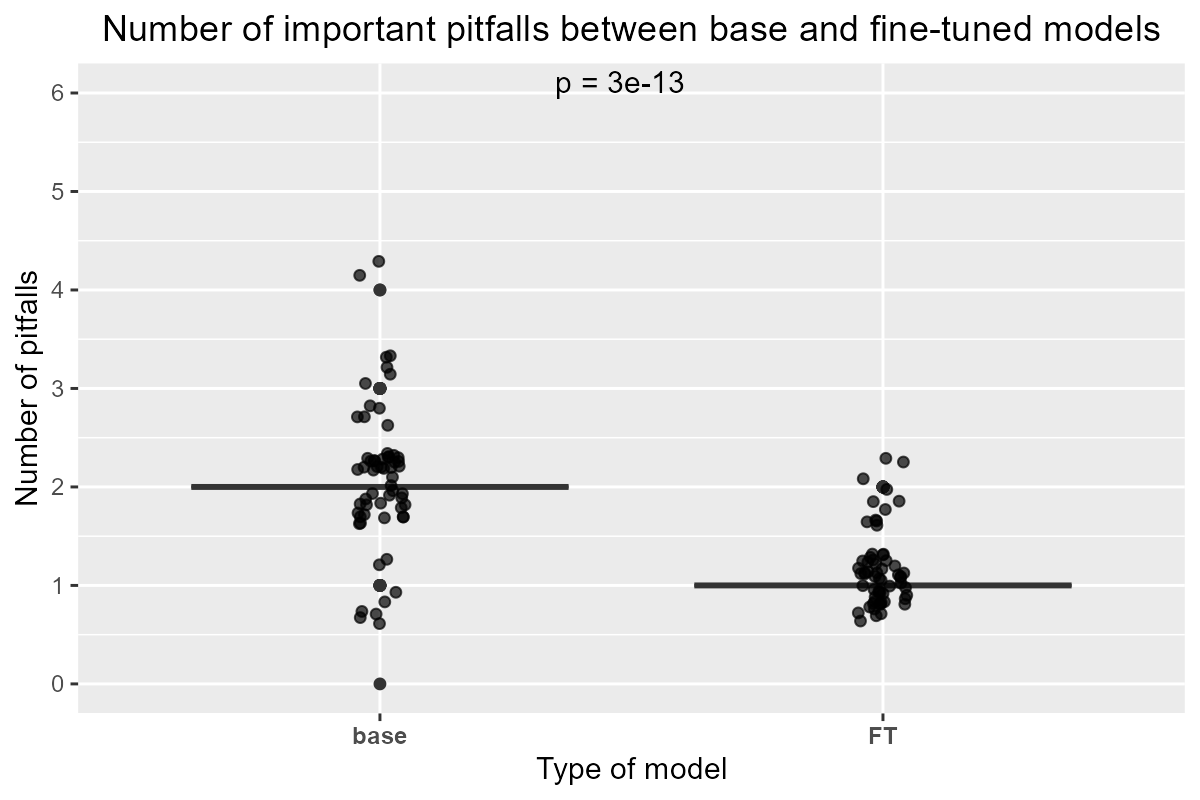 Number of important pitfalls between base and fine-tuned models
p = 3e-13
Number of pitfalls
6
5
4
3
2
1
0
base
FT
Type of model